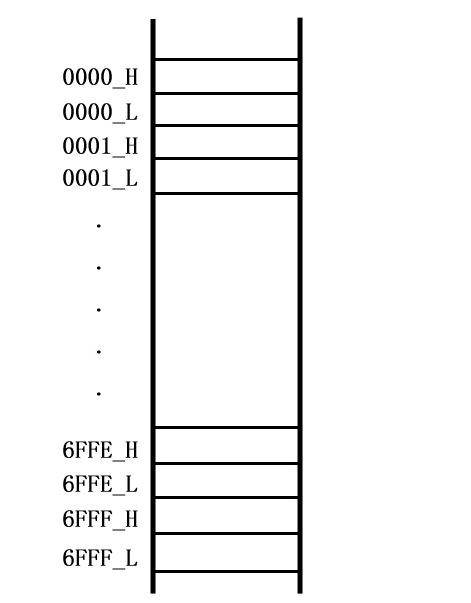 0000_H
0000_L
0001_H
0001_L
.
.
.
.
.
6FFE_H
6FFE_L
6FFF_H
6FFF_L